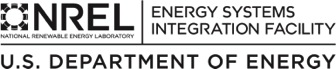 NREL
NATIONAL RENEWABLE ENERGY LABORATORY
ENERGY SYSTEMS
INTEGRATION FACILITY
U.S. DEPARTMENT OF ENERGY